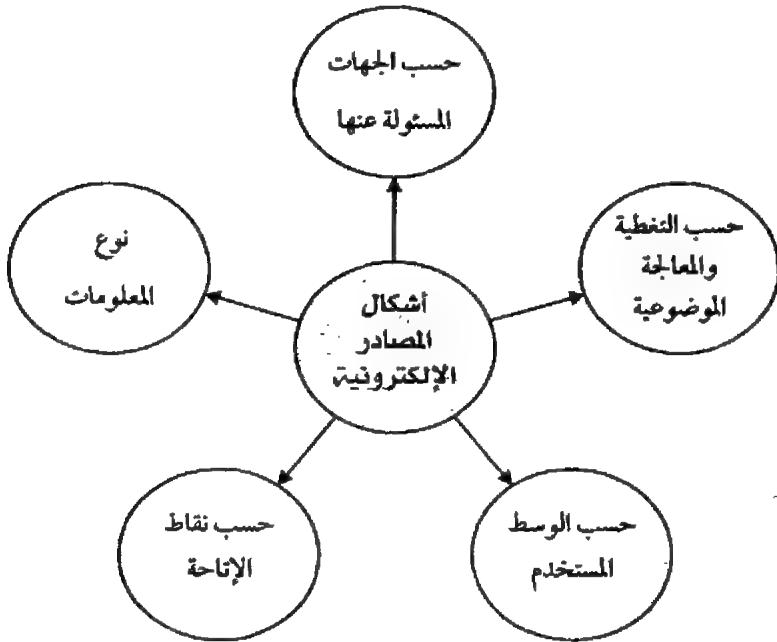 حسب الجهات
المسئولة عنها
حسب التغطية
والمعالجة
الموضوعية
نوع
المعلومات
أشكال
المصادر
الإلكترونية
حسب الوسط
المستخدم
حسب نقاط
الإتاحة